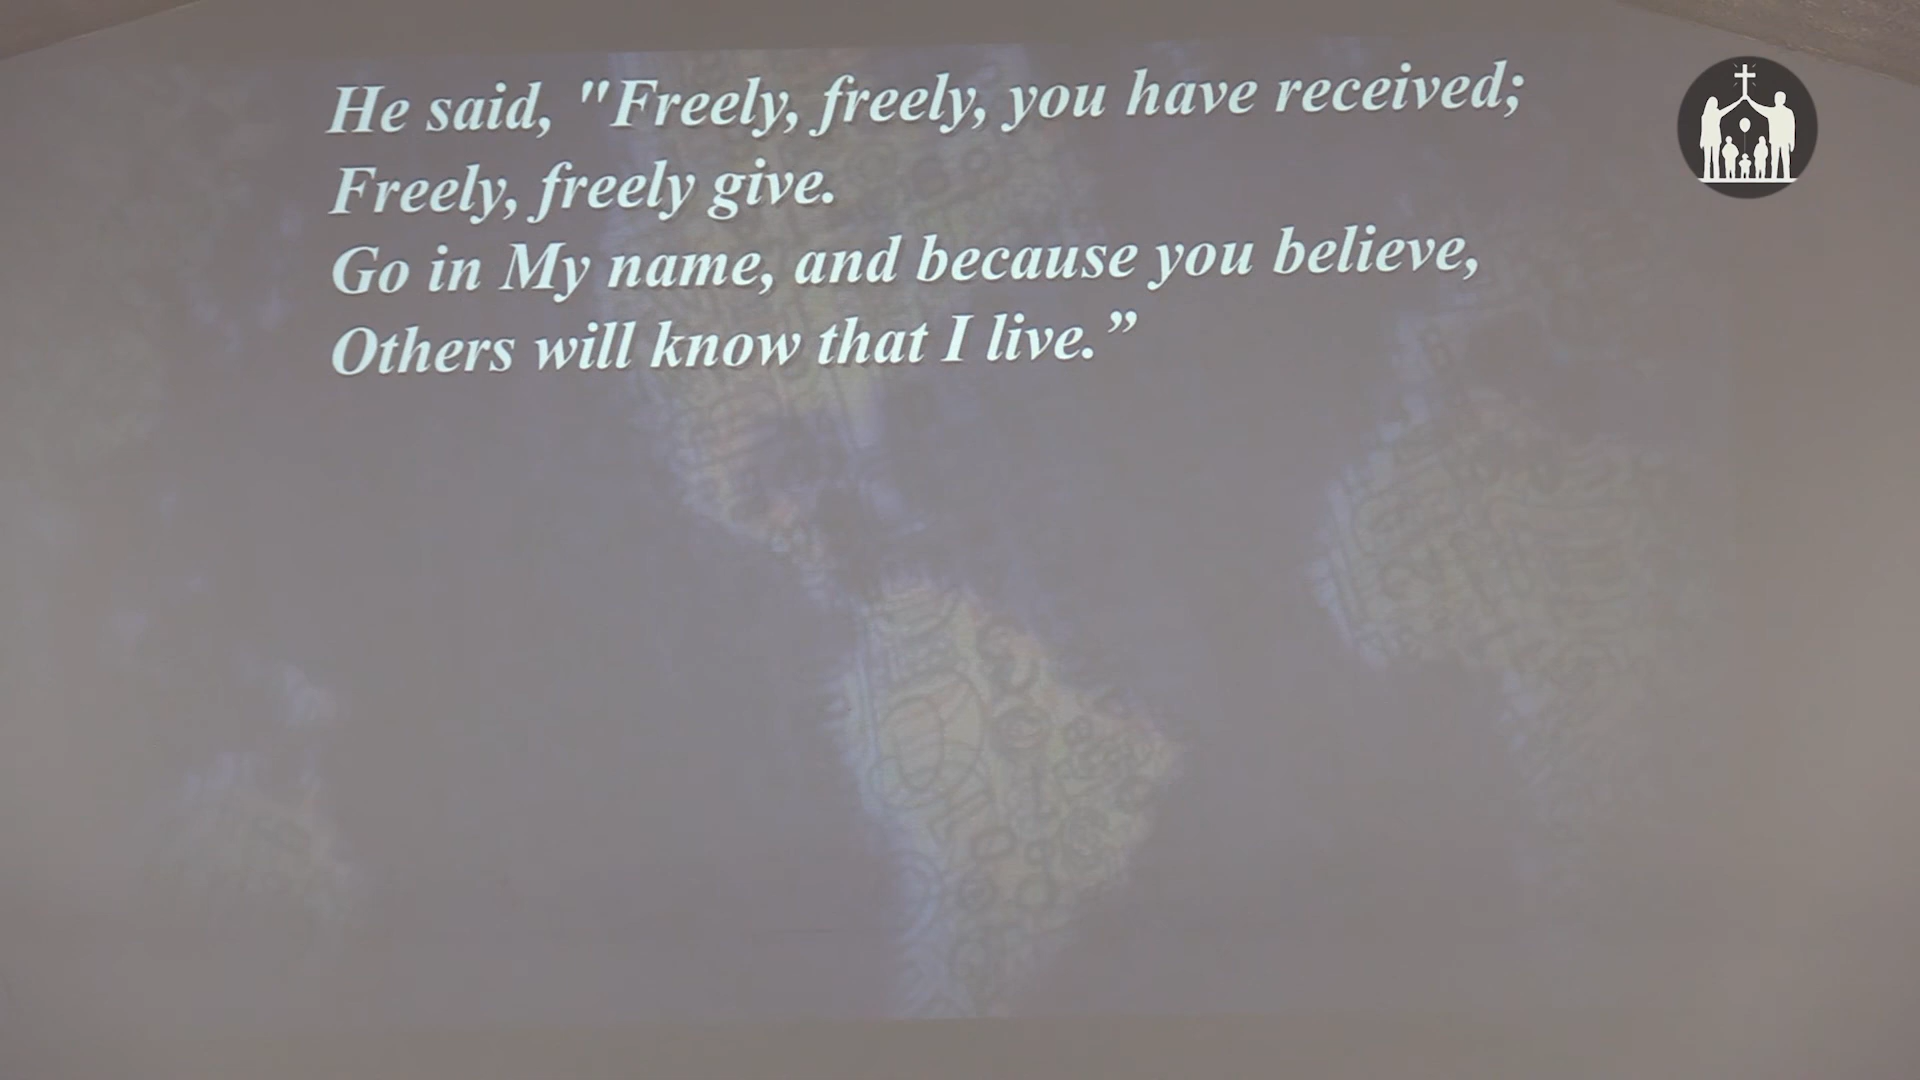 He said, "Freely, freely, you have received;
Freely, freely give.
Go in My name, and because you believe,
Others will know that I live.”